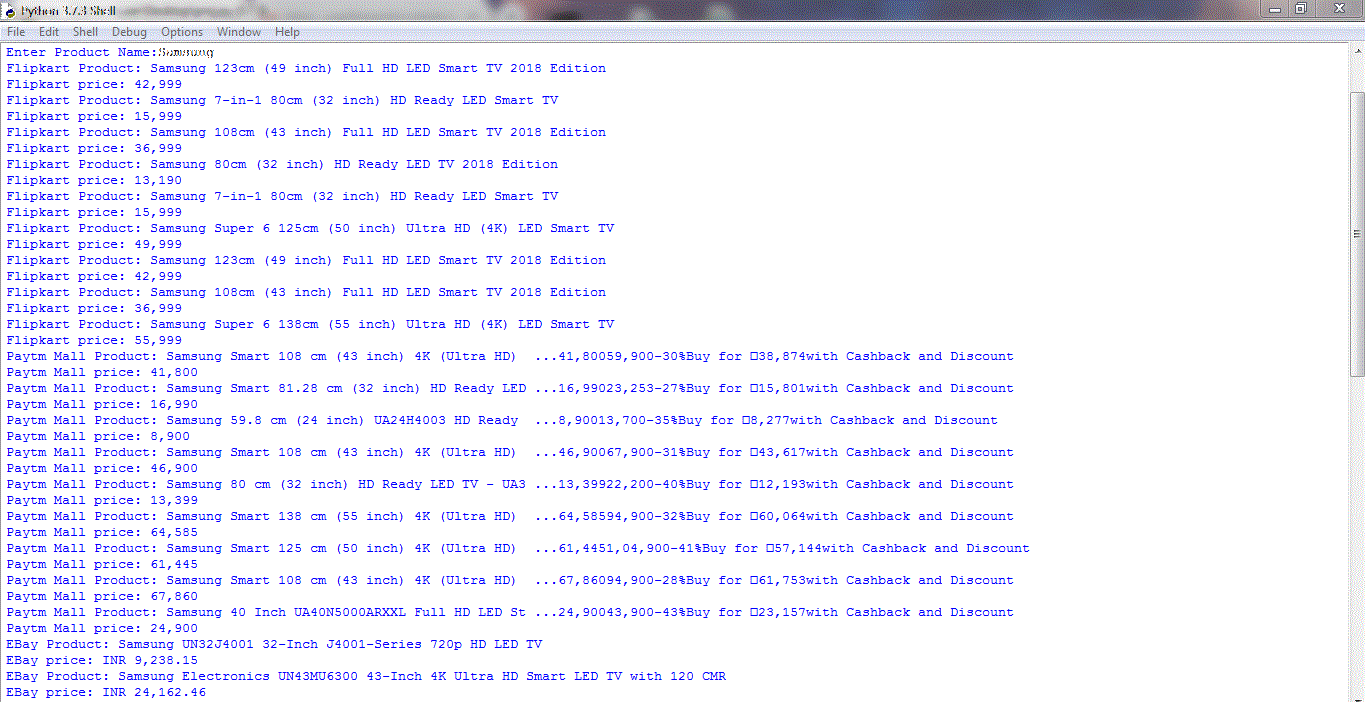 Python 3.7.3 Shell
File Edit Shell Debug Options Window Help
Enter Product Name:Samsung
Flipkart Product: Samsung 123cm (49 inch) Full HD LED Smart TV 2018 Edition
Flipkart price: 42,999
Flipkart Product: Samsung 7-in-1 80cm (32 inch) HD Ready LED Smart TV
Flipkart price: 15,999
Flipkart Product: Samsung 108cm (43 inch) Full HD LED Smart TV 2018 Edition
Flipkart price: 36,999
Flipkart Product: Samsung 80cm (32 inch) HD Ready LED TV 2018 Edition
Flipkart price: 13,190
Flipkart Product: Samsung 7-in-1 80cm (32 inch) HD Ready LED Smart TV
Flipkart price: 15,999
Flipkart Product: Samsung Super 6 125cm (50 inch) Ultra HD (4K) LED Smart TV
Flipkart price: 49,999
Flipkart Product: Samsung 123cm (49 inch) Full HD LED Smart TV 2018 Edition
Flipkart price: 42,999
Flipkart Product: Samsung 108cm (43 inch) Full HD LED Smart TV 2018 Edition
Flipkart price: 36,999
Flipkart Product: Samsung Super 6 138cm (55 inch) Ultra HD (4K) LED Smart TV
Flipkart price: 55,999
Paytm Mall Product: Samsung Smart 108 cm (43 inch) 4K (Ultra HD)  ...41,80059,900-30%Buy for □38,874with Cashback and Discount
Paytm Mall price: 41,800
Paytm Mall Product: Samsung Smart 81.28 cm (32 inch) HD Ready LED ...16,99023,253-27%Buy for □15,801with Cashback and Discount
Paytm Mall price: 16,990
Paytm Mall Product: Samsung 59.8 cm (24 inch) UA24H4003 HD Ready  ...8,90013,700-35%Buy for □8,277with Cashback and Discount
Paytm Mall price: 8,900
Paytm Mall Product: Samsung Smart 108 cm (43 inch) 4K (Ultra HD)  ...46,90067,900-31%Buy for □43,617with Cashback and Discount
Paytm Mall price: 46,900
Paytm Mall Product: Samsung 80 cm (32 inch) HD Ready LED TV - UA3 ...13,39922,200-40%Buy for □12,193with Cashback and Discount
Paytm Mall price: 13,399
Paytm Mall Product: Samsung Smart 138 cm (55 inch) 4K (Ultra HD)  ...64,58594,900-32%Buy for □60,064with Cashback and Discount
Paytm Mall price: 64,585
Paytm Mall Product: Samsung Smart 125 cm (50 inch) 4K (Ultra HD)  ...61,4451,04,900-41%Buy for □57,144with Cashback and Discount
Paytm Mall price: 61,445
Paytm Mall Product: Samsung Smart 108 cm (43 inch) 4K (Ultra HD)  ...67,86094,900-28%Buy for □61,753with Cashback and Discount
Paytm Mall price: 67,860
Paytm Mall Product: Samsung 40 Inch UA40N5000ARXXL Full HD LED St ...24,90043,900-43%Buy for □23,157with Cashback and Discount
Paytm Mall price: 24,900
EBay Product: Samsung UN32J4001 32-Inch J4001-Series 720p HD LED TV
EBay price: INR 9,238.15
EBay Product: Samsung Electronics UN43MU6300 43-Inch 4K Ultra HD Smart LED TV with 120 CMR
EBay price: INR 24,162.46